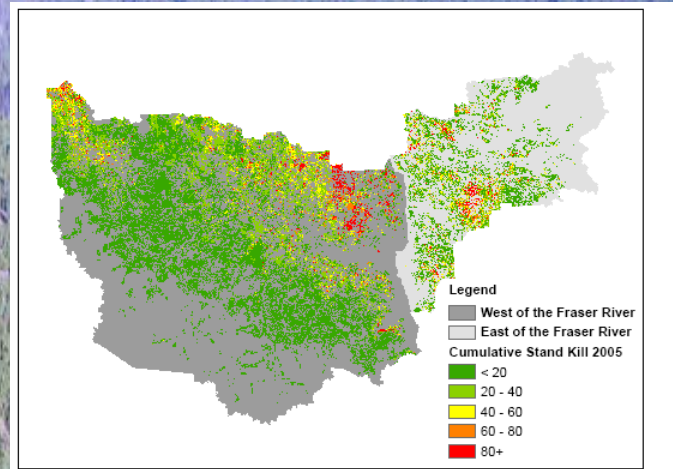 Legend
West of the Fraser River
East of the Fraser River
Cumulative Stand Kill 2005
< 20
20 - 40
40 - 60
60 - 80
80+